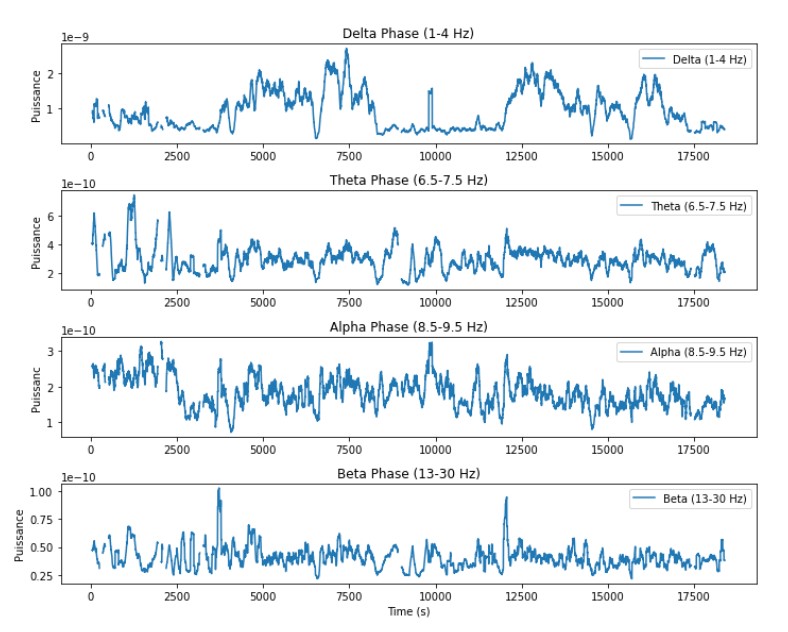 Delta Phase (1-4 Hz)
1e−9
Puissance
2
1
Delta (1-4 Hz)
0 2500 5000 7500 10000 12500 15000 17500
Theta Phase (6.5-7.5 Hz)
1e−10
Puissance
6
4
2
Theta (6.5-7.5 Hz)
0 2500 5000 7500 10000 12500 15000 17500
Alpha Phase (8.5-9.5 Hz)
1e−10
Puissanc
3
2
1
Alpha (8.5-9.5 Hz)
0 2500 5000 7500 10000 12500 15000 17500
Beta Phase (13-30 Hz)
1e−10
Puissance
1.00
0.75
0.50
0.25
Beta (13-30 Hz)
0 2500 5000 7500 10000 12500 15000 17500
Time (s)